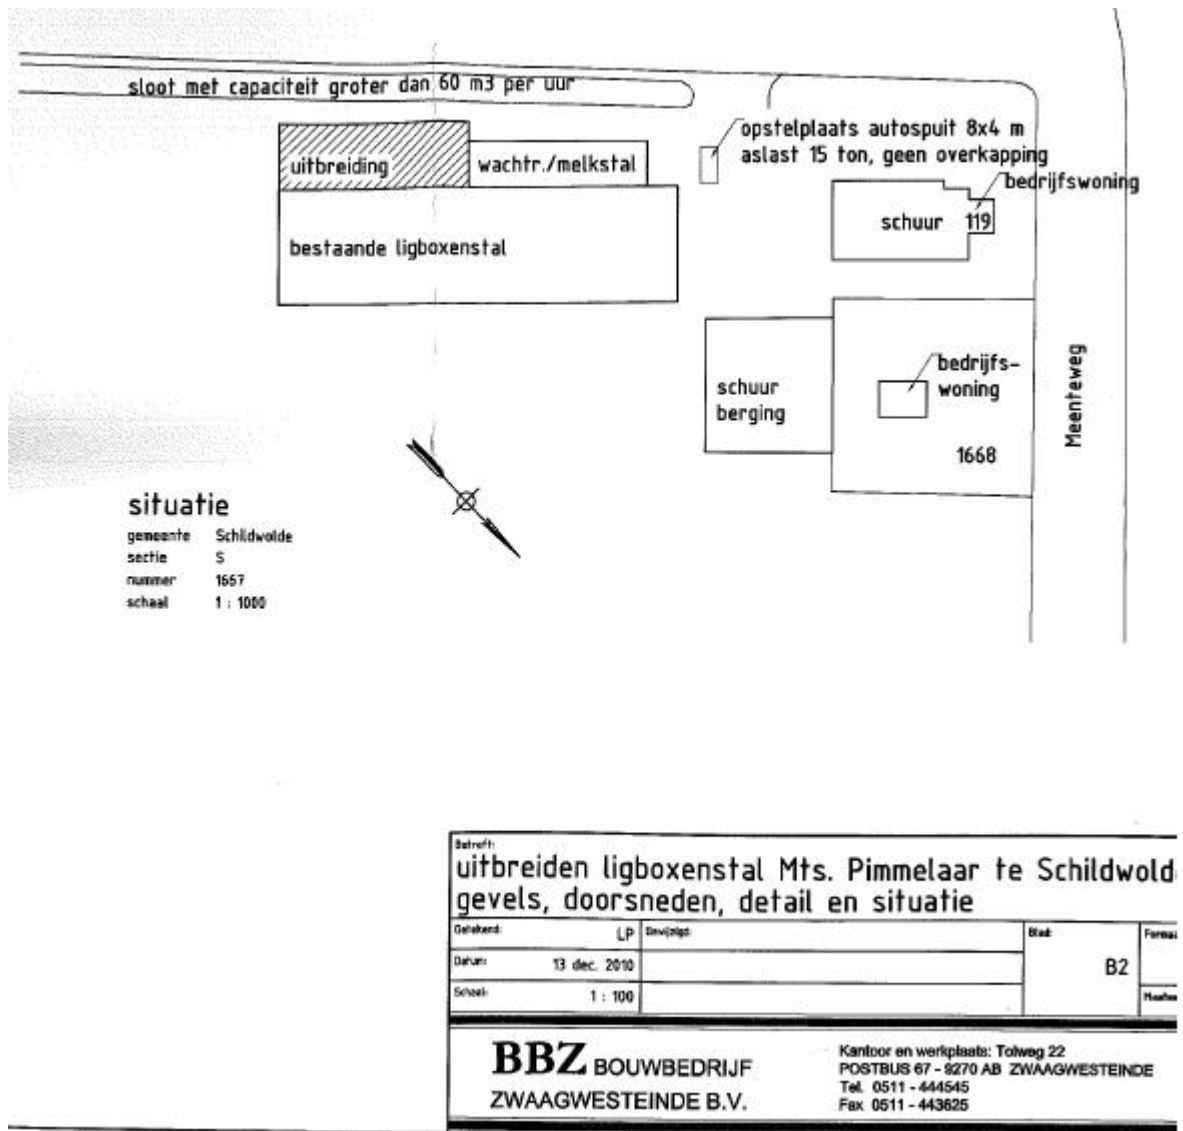 sloot met capaciteit groter dan 60 m3 per uur
opstelplaats autospuit 8x4 m
aslast 15 ton, geen overkapping
uitbreiding
wachtr./melkstal
bedrijfswoning
schuur 119
bestaande ligboxenstal
bedrijfs-
woning
schuur
berging
1668
Meenteweg
situatie
gemeente Schildwolde
sectie S
nummer 1667
schaal 1 : 1000
Betreft:
uitbreiden ligboxenstal Mts. Pimmelaar te Schildwold
gevels, doorsneden, detail en situatie
Getekend: LP Gewijzigd: Blad: Forma
Datum: 13 dec. 2010 B2
Schaal: 1 : 100
BBZ BOUWBEDRIJF
ZWAAGWESTEINDE B.V.
Kantoor en werkplaats: Tolweg 22
POSTBUS 67 - 9270 AB ZWAAGWESTEINDE
Tel. 0511 - 444545
Fax 0511 - 443625